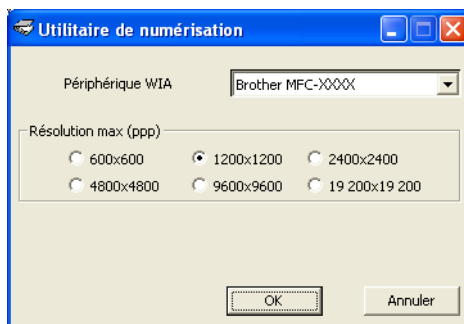 Utilitaire de numérisation
Périphérique WIA
Brother MFC-XXXX
Résolution max (ppp)
600x600 1200x1200 2400x2400
4800x4800 9600x9600 19 200x19 200
OK Annuler